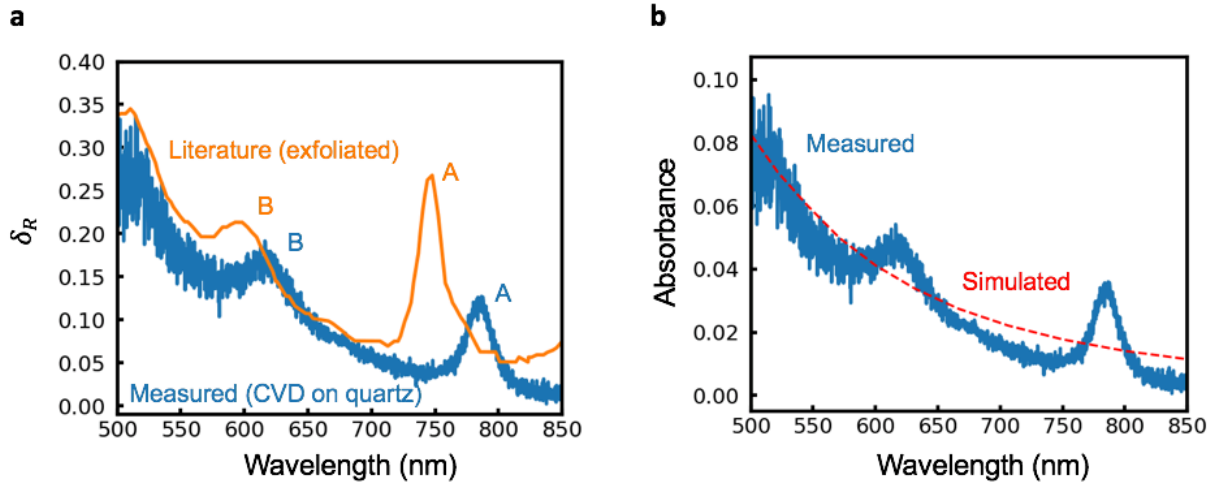 a
0.40
0.35
0.30
0.25
0.20
0.15
0.10
0.05
0.00
δR
Literature (exfoliated)
A
B
B
A
Measured (CVD on quartz)
500 550 600 650 700 750 800 850
Wavelength (nm)
b
0.10
0.08
0.06
0.04
0.02
0.00
Absorbance
Measured
Simulated
500 550 600 650 700 750 800 850
Wavelength (nm)